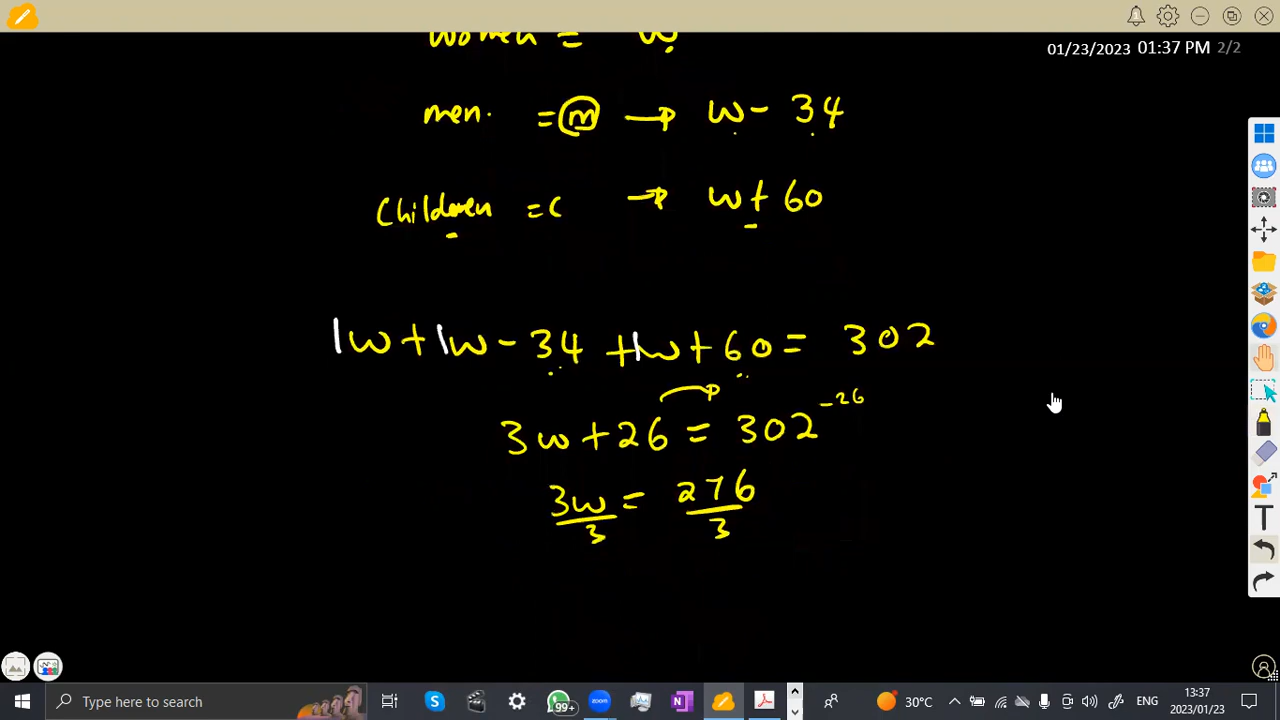 01/23/2023 01:37 PM 2/2
women = w
men. = m → w - 34
Children = c → w + 60
1w + 1w - 34 + 1w + 60 = 302
3w + 26 = 302 - 26
3w/3 = 276/3
Type here to search
99+
zoom
30°C
ENG
13:37
2023/01/23